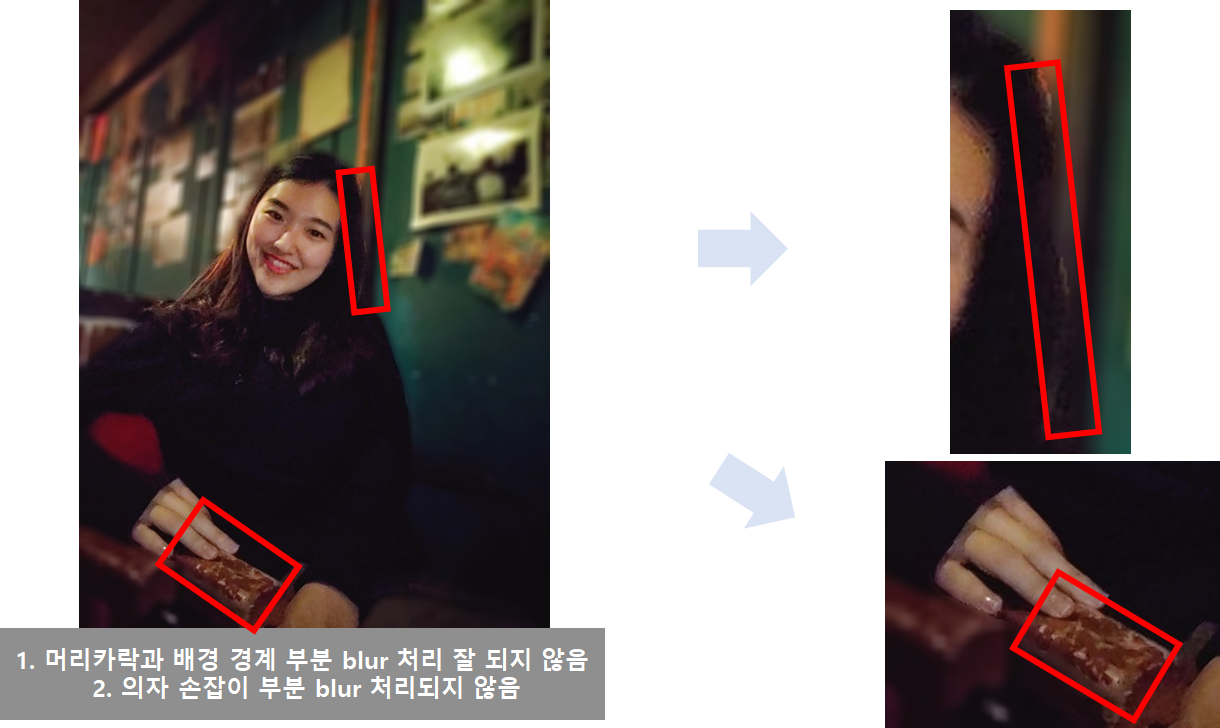 1. 머리카락과 배경 경계 부분 blur 처리 잘 되지 않음
2. 의자 손잡이 부분 blur 처리되지 않음